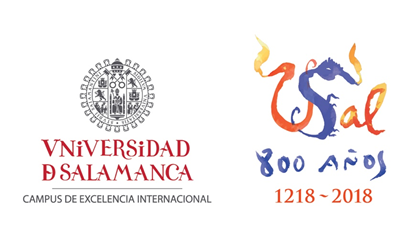 VNiVERSiDAD
D SALAMANCA
CAMPUS DE EXCELENCIA INTERNACIONAL
USal
800 AÑOS
1218 ~ 2018